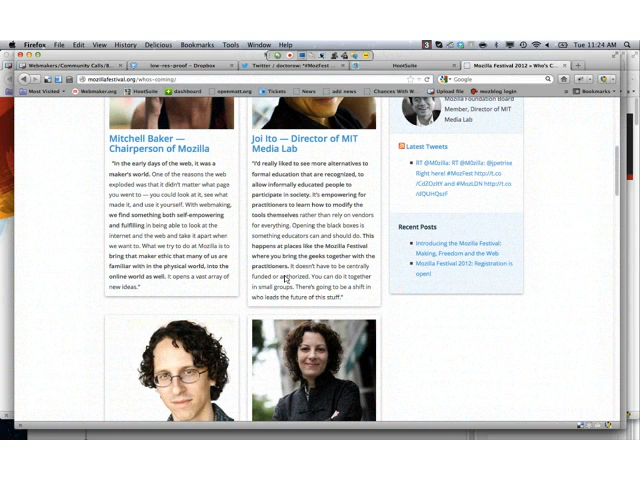 Firefox File Edit View History Delicious Bookmarks Tools Window Help
Tue 11:24 AM
Webmakers/Community Calls/8... low-res-proof – Dropbox Twitter / doctorow: "#MozFest ... HootSuite Mozilla Festival 2012 » Who's C...
mozillafestival.org/whos-coming/
Google
Most Visited Webmaker.org HootSuite dashboard openmatt.org Tickets News add news Chances With W... Upload file mozblog login Bookmarks
Mitchell Baker —
Chairperson of Mozilla
"In the early days of the web, it was a
maker's world. One of the reasons the web
exploded was that it didn't matter what page
you went to — you could look at it, see what
made it, and use it yourself. With webmaking,
we find something both self-empowering
and fulfilling in being able to look at the
internet and the web and take it apart when
we want to. What we try to do at Mozilla is to
bring that maker ethic that many of us are
familiar with in the physical world, into the
online world as well. It opens a vast array of
new ideas."
Joi Ito — Director of MIT
Media Lab
"I'd really liked to see more alternatives to
formal education that are recognized, to
allow informally educated people to
participate in society. It's empowering for
practitioners to learn how to modify the
tools themselves rather than rely on vendors
for everything. Opening the black boxes is
something educators can and should do. This
happens at places like the Mozilla Festival
where you bring the geeks together with the
practitioners. It doesn't have to be centrally
funded or authorized. You can do it together
in small groups. There's going to be a shift in
who leads the future of this stuff."
Mozilla Foundation Board
Member, Director of MIT
Media Lab
Latest Tweets
Right here! #MozFest http://t.co
Recent Posts
Introducing the Mozilla Festival:
Making, Freedom and the Web
Mozilla Festival 2012: Registration is
open!